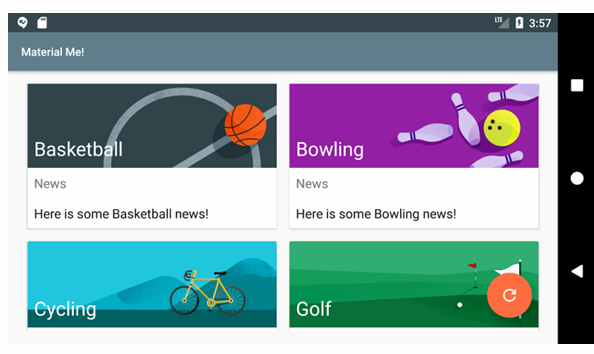 LTE 3:57
Material Me!
Basketball
Bowling
News
News
Here is some Basketball news!
Here is some Bowling news!
Cycling
Golf